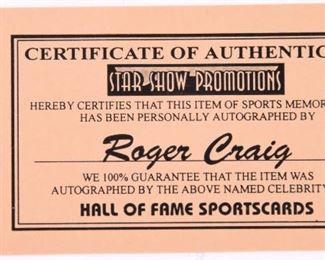 CERTIFICATE OF AUTHENTIC
STAR SHOW PROMOTIONS
HEREBY CERTIFIES THAT THIS ITEM OF SPORTS MEMOR
HAS BEEN PERSONALLY AUTOGRAPHED BY
Roger Craig
WE 100% GUARANTEE THAT THE ITEM WAS
AUTOGRAPHED BY THE ABOVE NAMED CELEBRITY
HALL OF FAME SPORTSCARDS